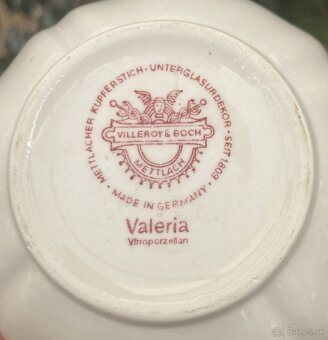 METTLACHER KUPFERSTICH · UNTERGLASURDEKOR · SEIT 1809 ·
VILLEROY & BOCH
METTLACH
MADE IN GERMANY
Valeria
Vitroporzellan